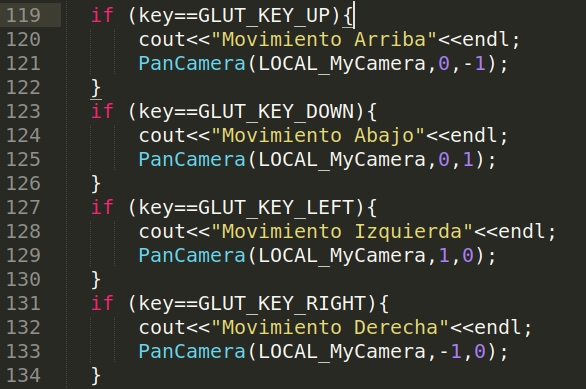 119 if (key==GLUT_KEY_UP){
120 cout<<"Movimiento Arriba"<<endl;
121 PanCamera(LOCAL_MyCamera,0,-1);
122 }
123 if (key==GLUT_KEY_DOWN){
124 cout<<"Movimiento Abajo"<<endl;
125 PanCamera(LOCAL_MyCamera,0,1);
126 }
127 if (key==GLUT_KEY_LEFT){
128 cout<<"Movimiento Izquierda"<<endl;
129 PanCamera(LOCAL_MyCamera,1,0);
130 }
131 if (key==GLUT_KEY_RIGHT){
132 cout<<"Movimiento Derecha"<<endl;
133 PanCamera(LOCAL_MyCamera,-1,0);
134 }